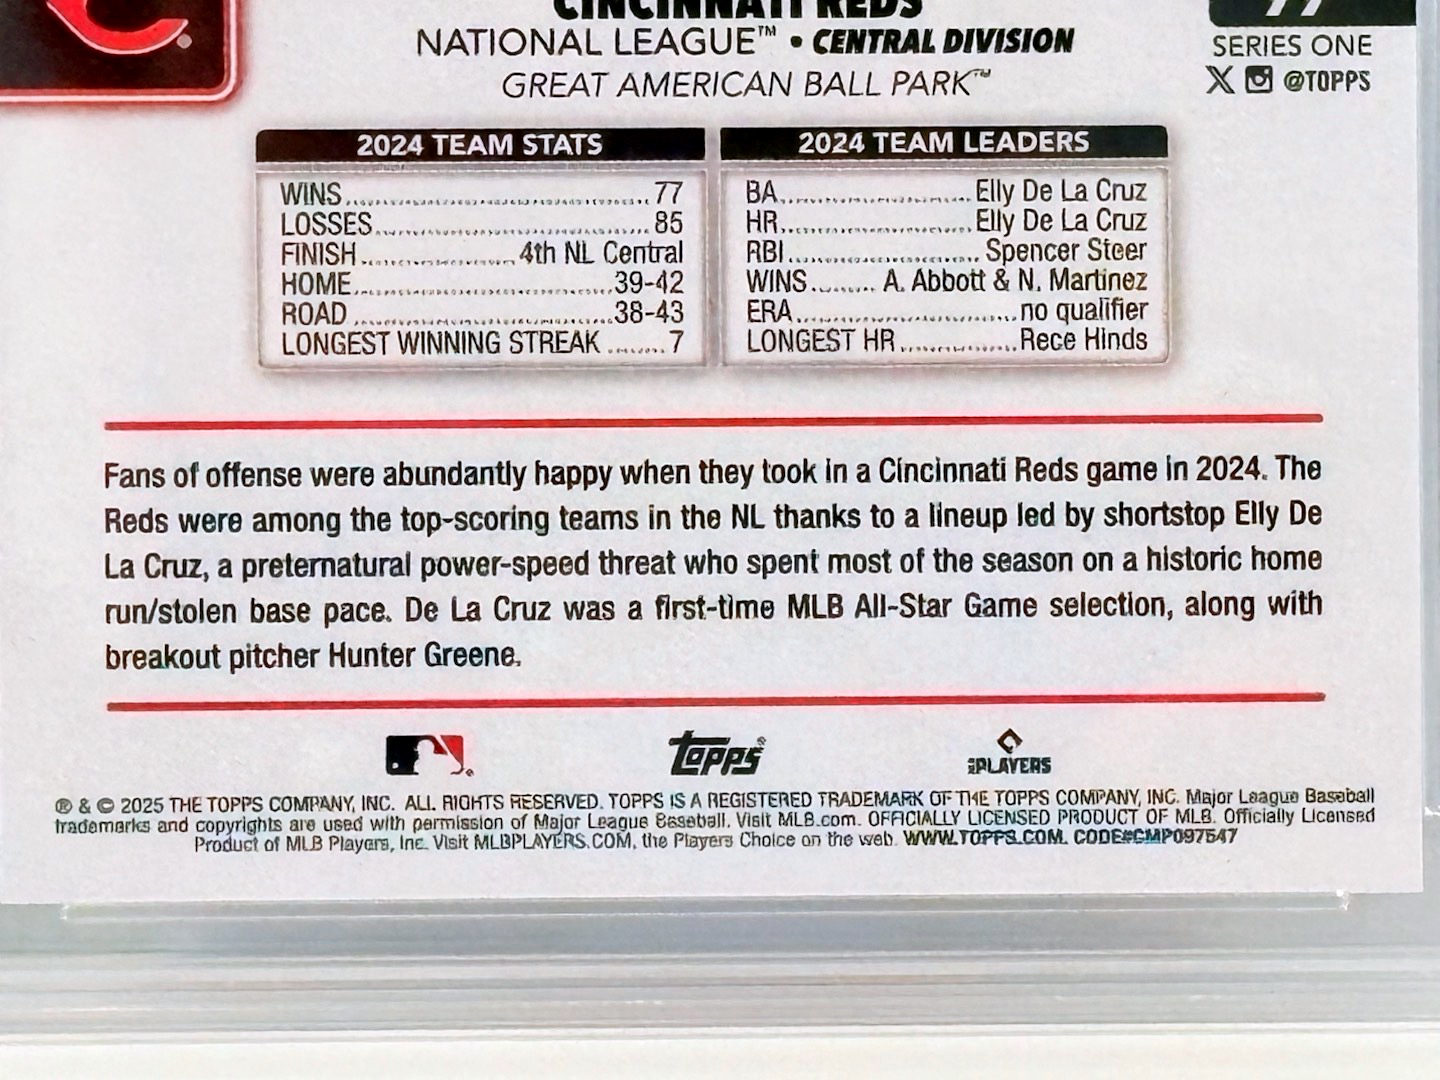 CINCINNATI REDS
NATIONAL LEAGUE™ • CENTRAL DIVISION
GREAT AMERICAN BALL PARK™
SERIES ONE
@TOPPS
2024 TEAM STATS
WINS 77
LOSSES 85
FINISH 4th NL Central
HOME 39-42
ROAD 38-43
LONGEST WINNING STREAK 7
2024 TEAM LEADERS
BA Elly De La Cruz
HR Elly De La Cruz
RBI Spencer Steer
WINS A. Abbott & N. Martinez
ERA no qualifier
LONGEST HR Rece Hinds
Fans of offense were abundantly happy when they took in a Cincinnati Reds game in 2024. The
Reds were among the top-scoring teams in the NL thanks to a lineup led by shortstop Elly De
La Cruz, a preternatural power-speed threat who spent most of the season on a historic home
run/stolen base pace. De La Cruz was a first-time MLB All-Star Game selection, along with
breakout pitcher Hunter Greene.
Topps®
PLAYERS
® & © 2025 THE TOPPS COMPANY, INC. ALL RIGHTS RESERVED. TOPPS IS A REGISTERED TRADEMARK OF THE TOPPS COMPANY, INC. Major League Baseball
trademarks and copyrights are used with permission of Major League Baseball. Visit MLB.com. OFFICIALLY LICENSED PRODUCT OF MLB. Officially Licensed
Product of MLB Players, Inc. Visit MLBPLAYERS.COM, the Players Choice on the web. WWW.TOPPS.COM. CODE#CMP097547